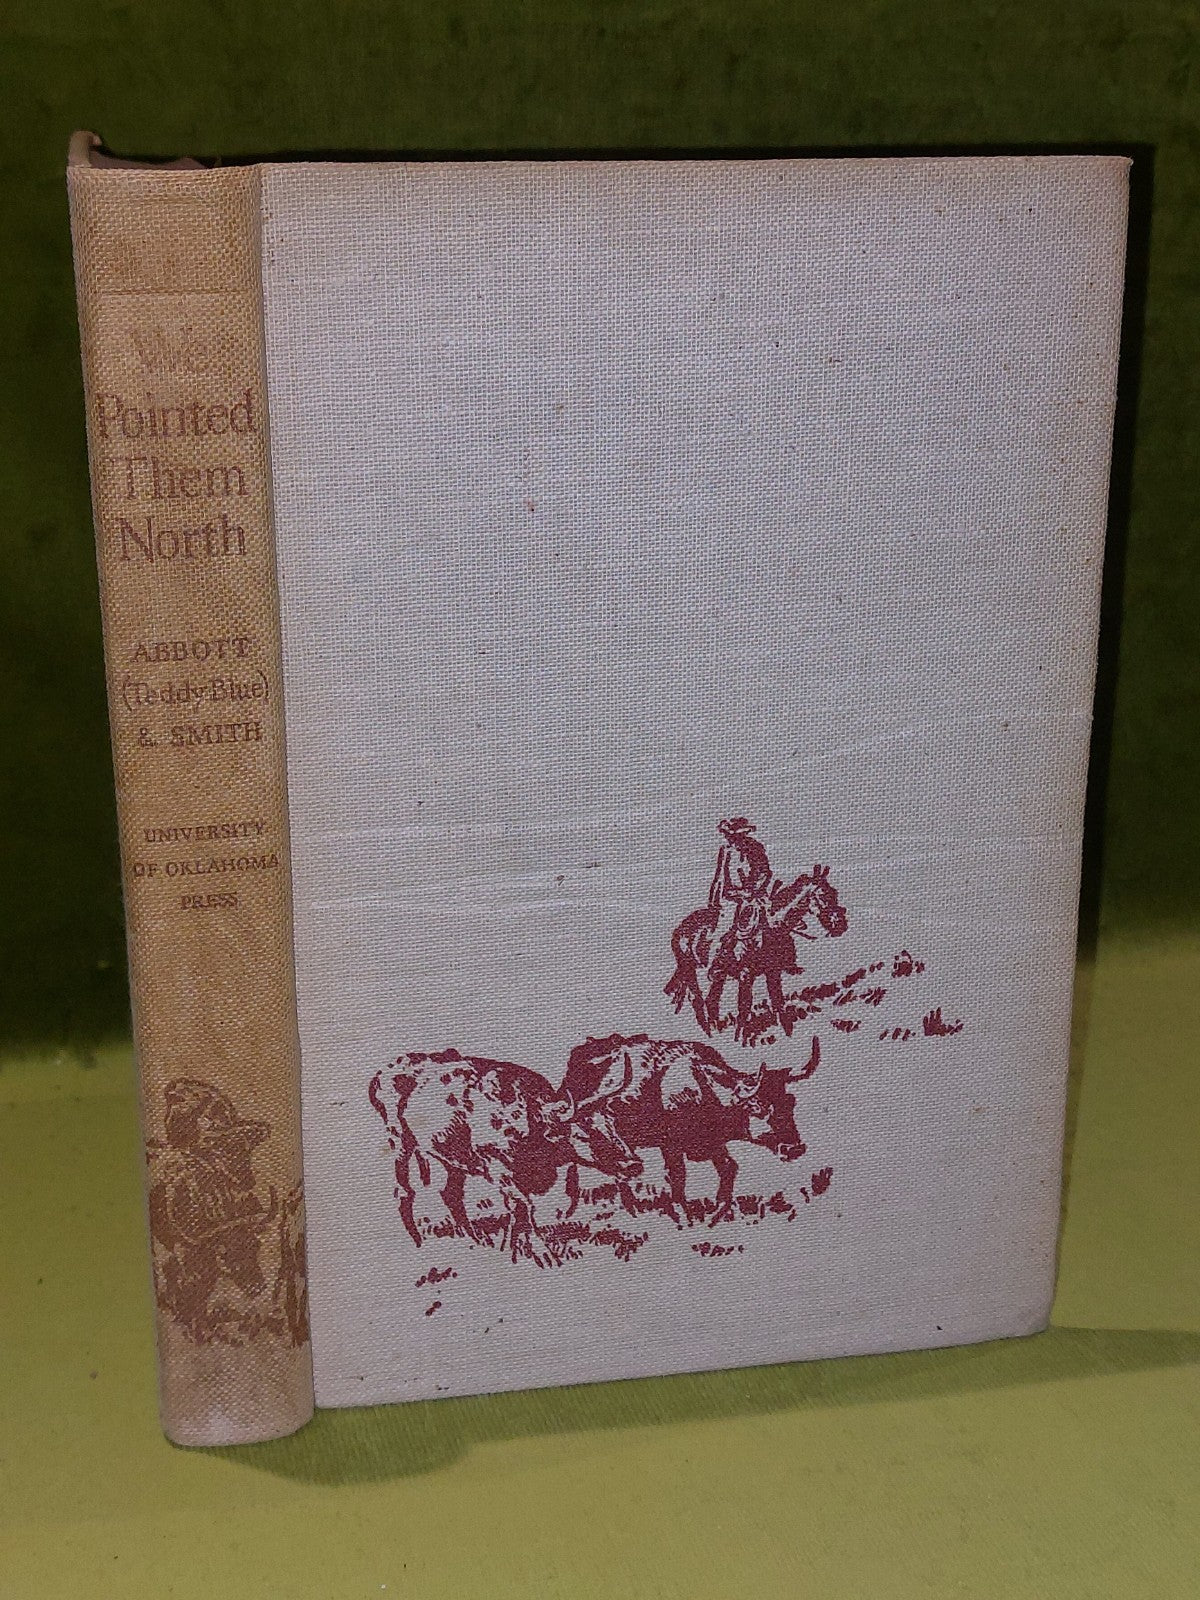 We
Pointed
Them
North
ABBOTT
(Teddy Blue)
& SMITH
UNIVERSITY
OF OKLAHOMA
PRESS